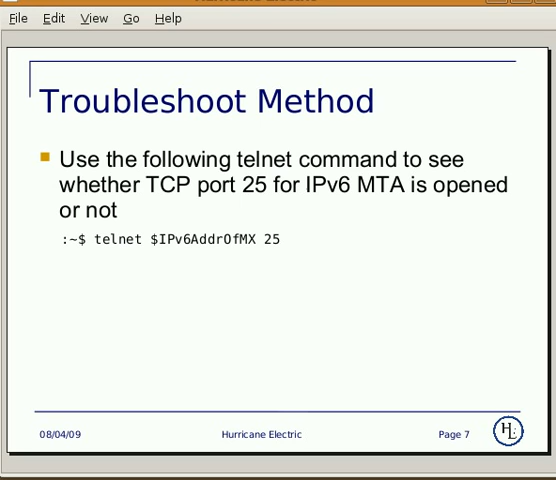 File Edit View Go Help
Troubleshoot Method
Use the following telnet command to see
whether TCP port 25 for IPv6 MTA is opened
or not
:~$ telnet $IPv6AddrOfMX 25
08/04/09 Hurricane Electric Page 7 HE